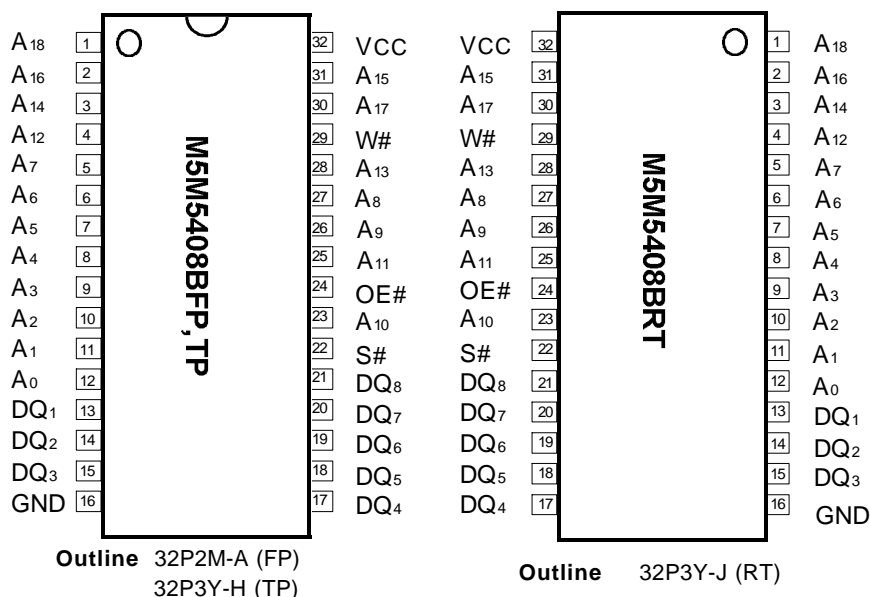 A18 1 32 VCC
A16 2 31 A15
A14 3 30 A17
A12 4 29 W#
A7 5 28 A13
A6 6 27 A8
A5 7 26 A9
A4 8 25 A11
A3 9 24 OE#
A2 10 23 A10
A1 11 22 S#
A0 12 21 DQ8
DQ1 13 20 DQ7
DQ2 14 19 DQ6
DQ3 15 18 DQ5
GND 16 17 DQ4
M5M5408BFP,TP
Outline 32P2M-A (FP)
32P3Y-H (TP)
VCC 32 1 A18
A15 31 2 A16
A17 30 3 A14
W# 29 4 A12
A13 28 5 A7
A8 27 6 A6
A9 26 7 A5
A11 25 8 A4
OE# 24 9 A3
A10 23 10 A2
S# 22 11 A1
DQ8 21 12 A0
DQ7 20 13 DQ1
DQ6 19 14 DQ2
DQ5 18 15 DQ3
DQ4 17 16 GND
M5M5408BRT
Outline 32P3Y-J (RT)